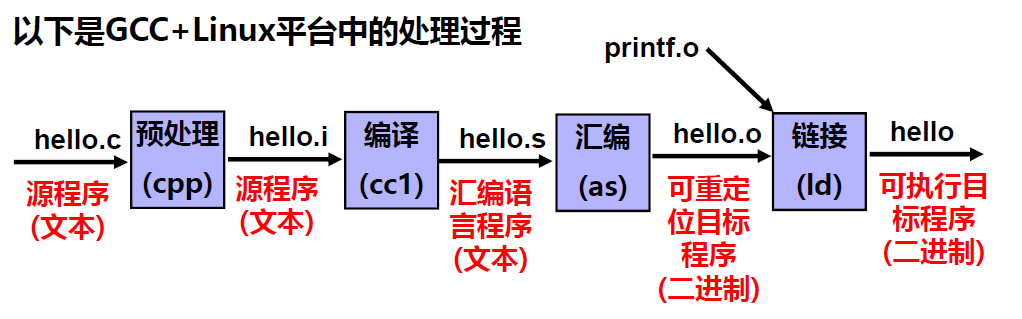 以下是GCC+Linux平台中的处理过程
printf.o
hello.c
预处理
(cpp)
hello.i
编译
(cc1)
hello.s
汇编
(as)
hello.o
链接
(ld)
hello
源程序
(文本)
源程序
(文本)
汇编语
言程序
(文本)
可重定
位目标
程序
(二进制)
可执行目
标程序
(二进制)